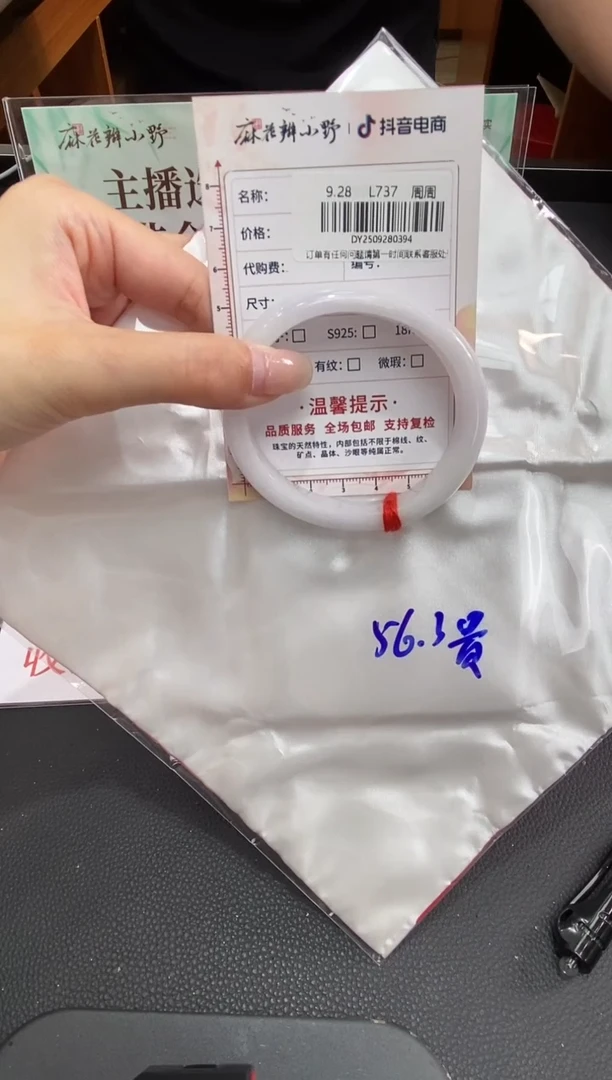 麻花辫小野
麻花辫小野 | 抖音电商
主播选
名称:
9.28 L737 周周
价格:
DY2509280394
订单有任何问题请第一时间联系客服处
代购费:
编号:
尺寸:
S925: □ 18
有纹: □ 微瑕: □
·温馨提示·
品质服务 全场包邮 支持复检
珠宝的天然特性，内部包括不限于棉线、纹、
矿点、晶体、沙眼等纯属正常。
56.3贵
收